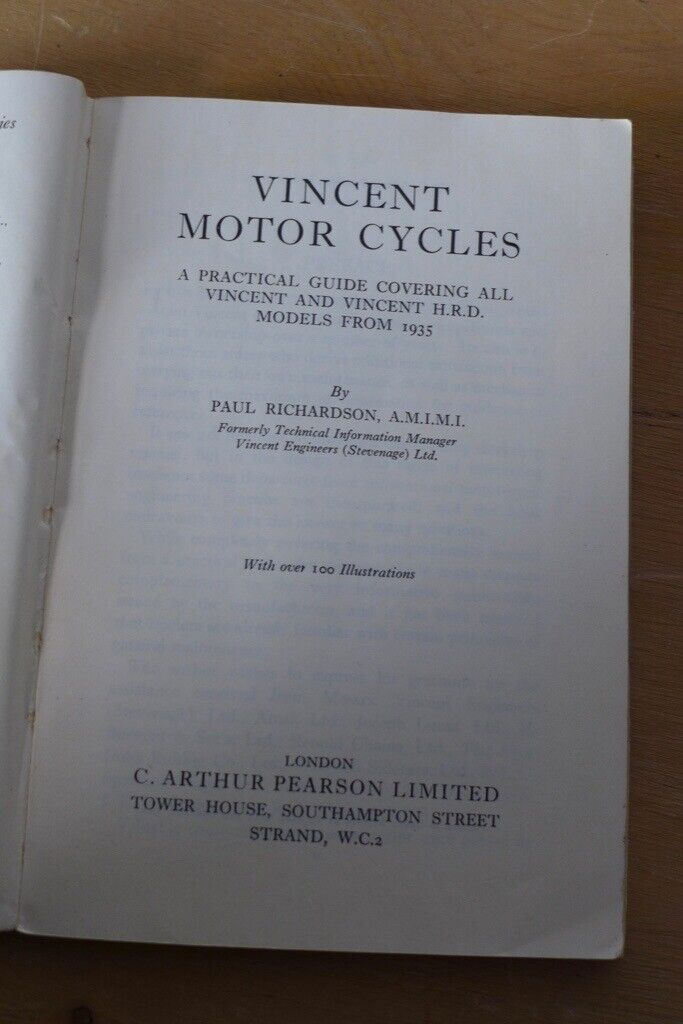 ies
VINCENT
MOTOR CYCLES
A PRACTICAL GUIDE COVERING ALL
VINCENT AND VINCENT H.R.D.
MODELS FROM 1935
By
PAUL RICHARDSON, A.M.I.M.I.
Formerly Technical Information Manager
Vincent Engineers (Stevenage) Ltd.
With over 100 Illustrations
LONDON
C. ARTHUR PEARSON LIMITED
TOWER HOUSE, SOUTHAMPTON STREET
STRAND, W.C.2